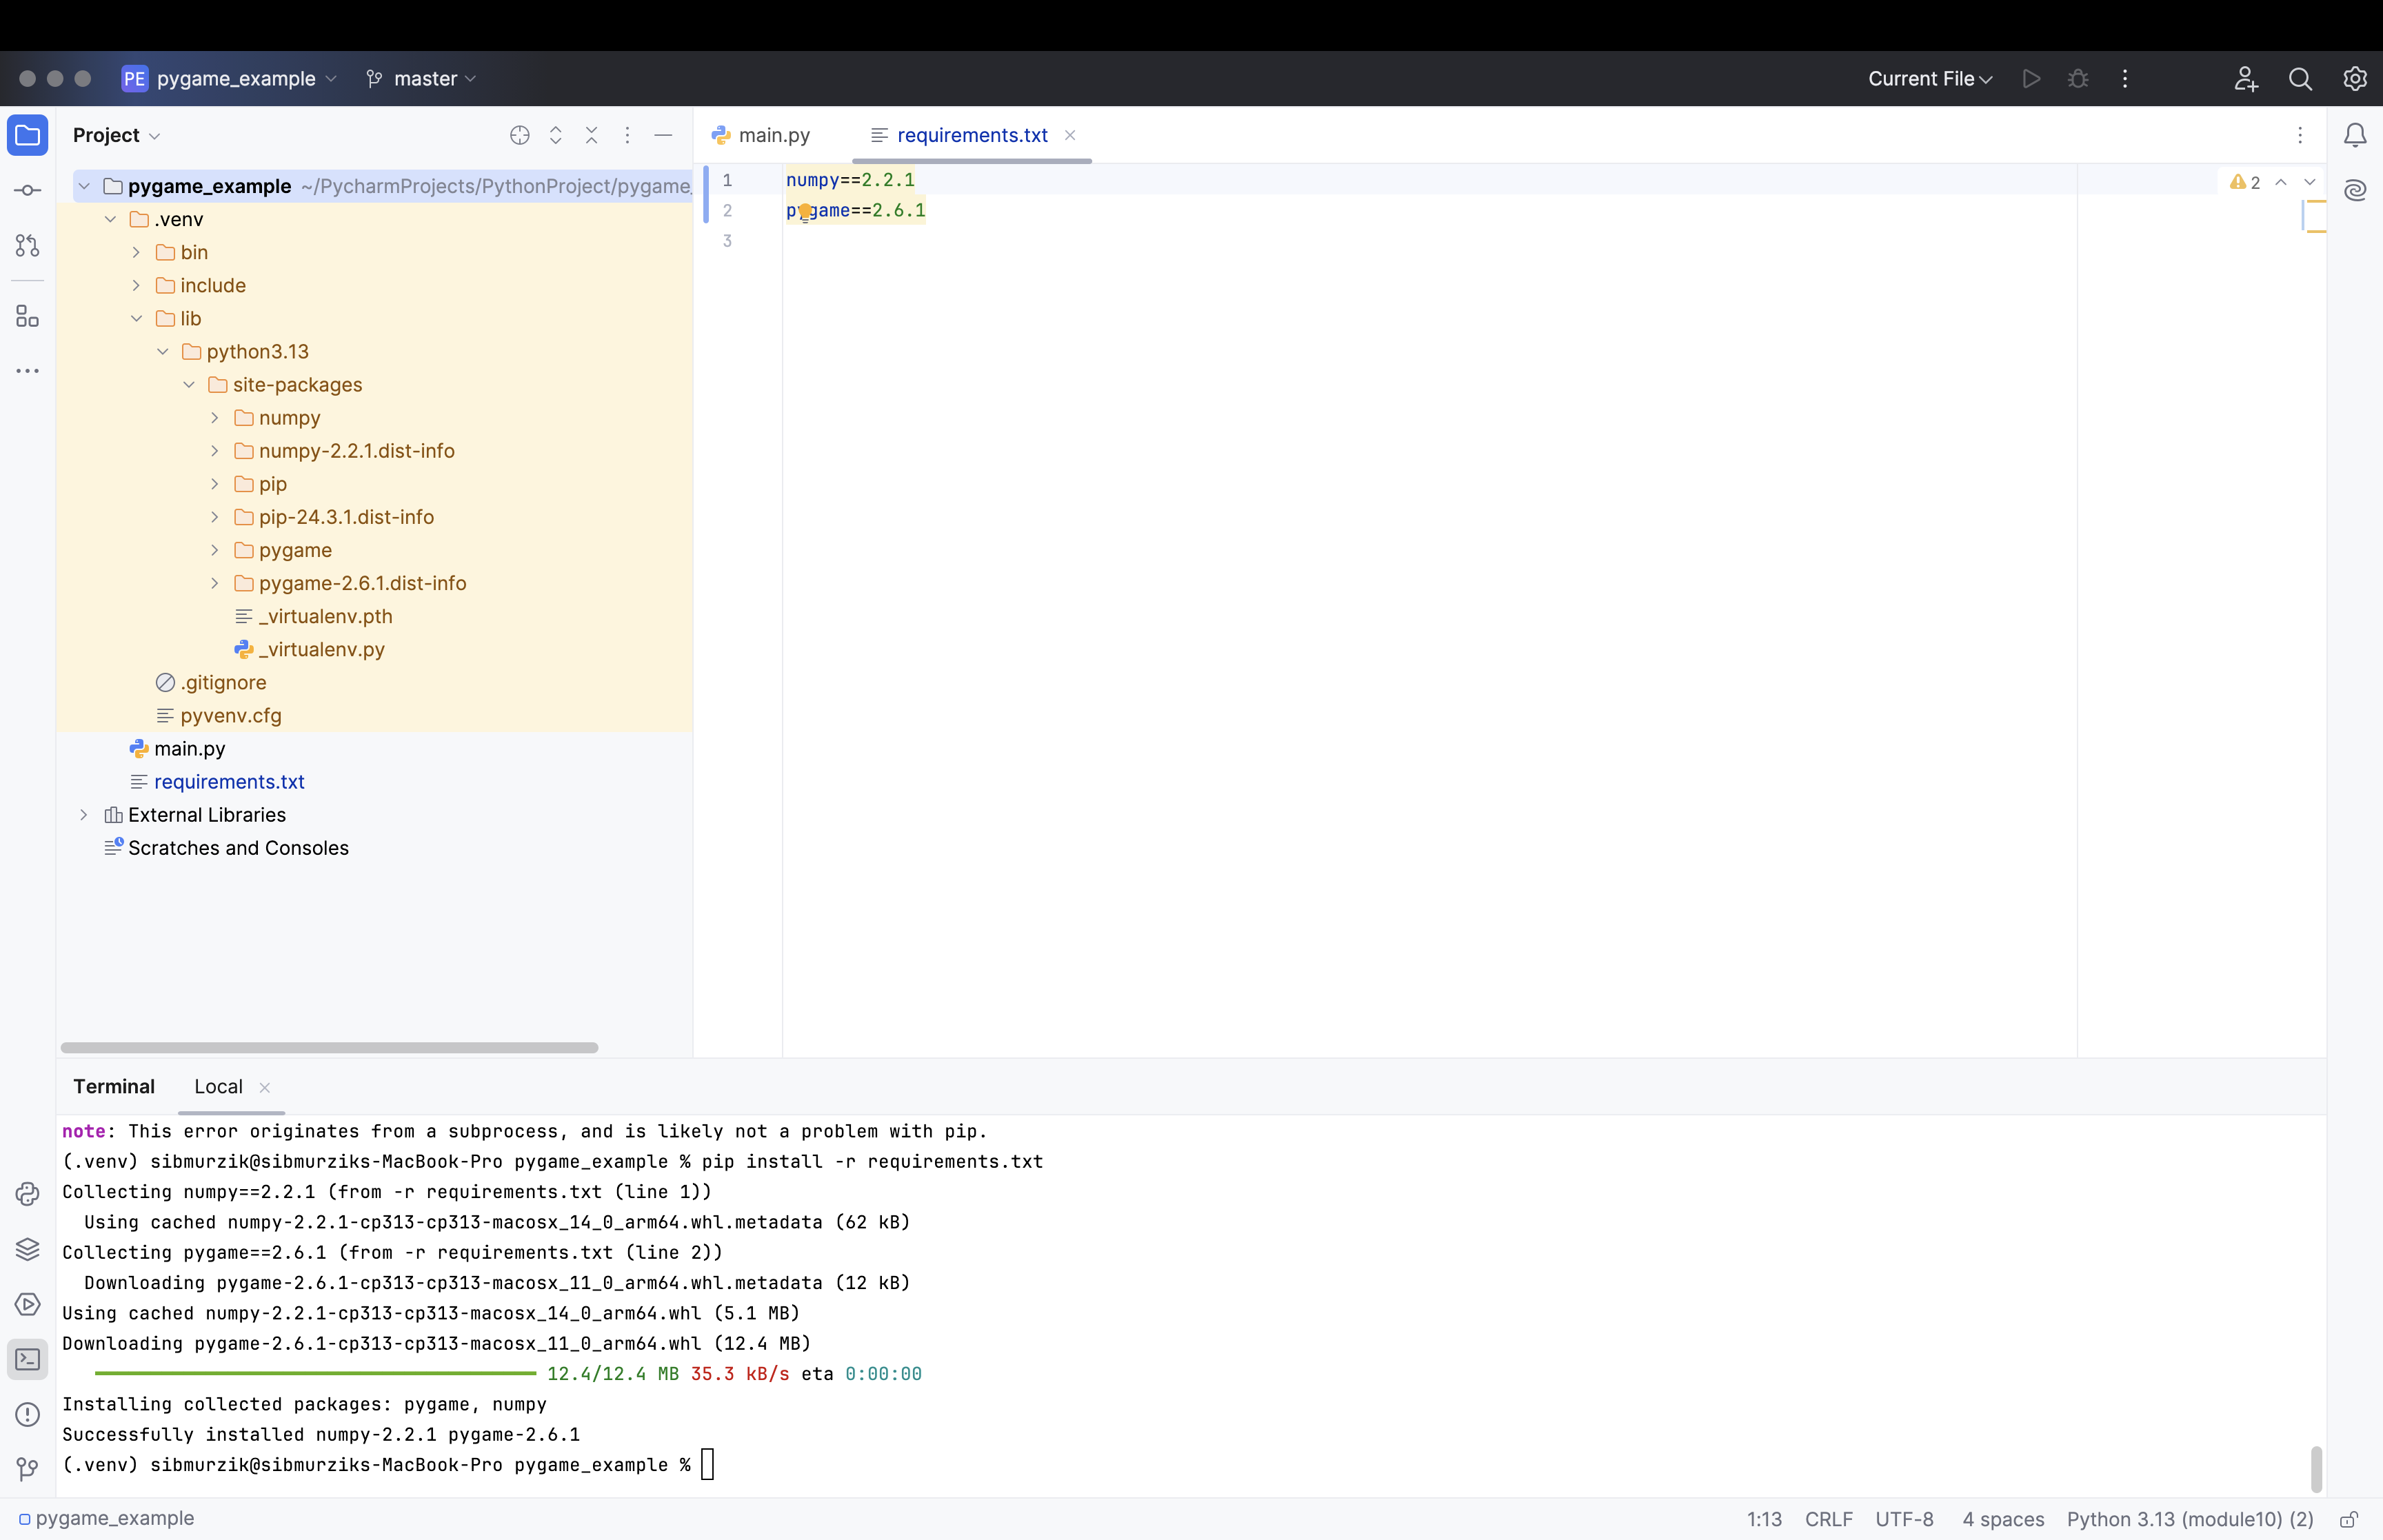 PE pygame_example master Current File
Project
main.py requirements.txt
pygame_example ~/PycharmProjects/PythonProject/pygame_
.venv
bin
include
lib
python3.13
site-packages
numpy
numpy-2.2.1.dist-info
pip
pip-24.3.1.dist-info
pygame
pygame-2.6.1.dist-info
_virtualenv.pth
_virtualenv.py
.gitignore
pyvenv.cfg
main.py
requirements.txt
External Libraries
Scratches and Consoles
1 numpy==2.2.1
2 pygame==2.6.1
3
2
Terminal Local
note: This error originates from a subprocess, and is likely not a problem with pip.
(.venv) sibmurzik@sibmurziks-MacBook-Pro pygame_example % pip install -r requirements.txt
Collecting numpy==2.2.1 (from -r requirements.txt (line 1))
  Using cached numpy-2.2.1-cp313-cp313-macosx_14_0_arm64.whl.metadata (62 kB)
Collecting pygame==2.6.1 (from -r requirements.txt (line 2))
  Downloading pygame-2.6.1-cp313-cp313-macosx_11_0_arm64.whl.metadata (12 kB)
Using cached numpy-2.2.1-cp313-cp313-macosx_14_0_arm64.whl (5.1 MB)
Downloading pygame-2.6.1-cp313-cp313-macosx_11_0_arm64.whl (12.4 MB)
12.4/12.4 MB 35.3 kB/s eta 0:00:00
Installing collected packages: pygame, numpy
Successfully installed numpy-2.2.1 pygame-2.6.1
(.venv) sibmurzik@sibmurziks-MacBook-Pro pygame_example %
pygame_example 1:13 CRLF UTF-8 4 spaces Python 3.13 (module10) (2)